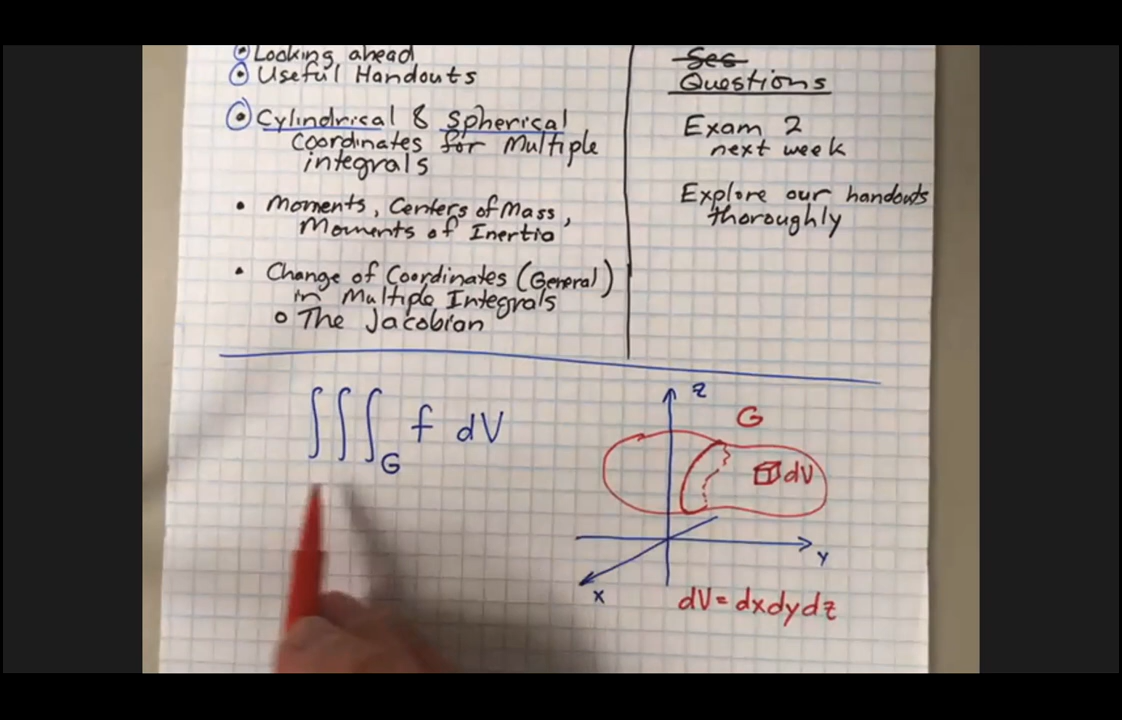 Looking ahead
Useful Handouts
Cylindrical & Spherical
Coordinates for Multiple
integrals
• Moments, Centers of Mass,
Moments of Inertia
• Change of Coordinates (General)
in Multiple Integrals
o The Jacobian
Ses
Questions
Exam 2
next week
Explore our handouts
thoroughly
∭_G f dV
z
G
dV
y
x
dV = dxdydz